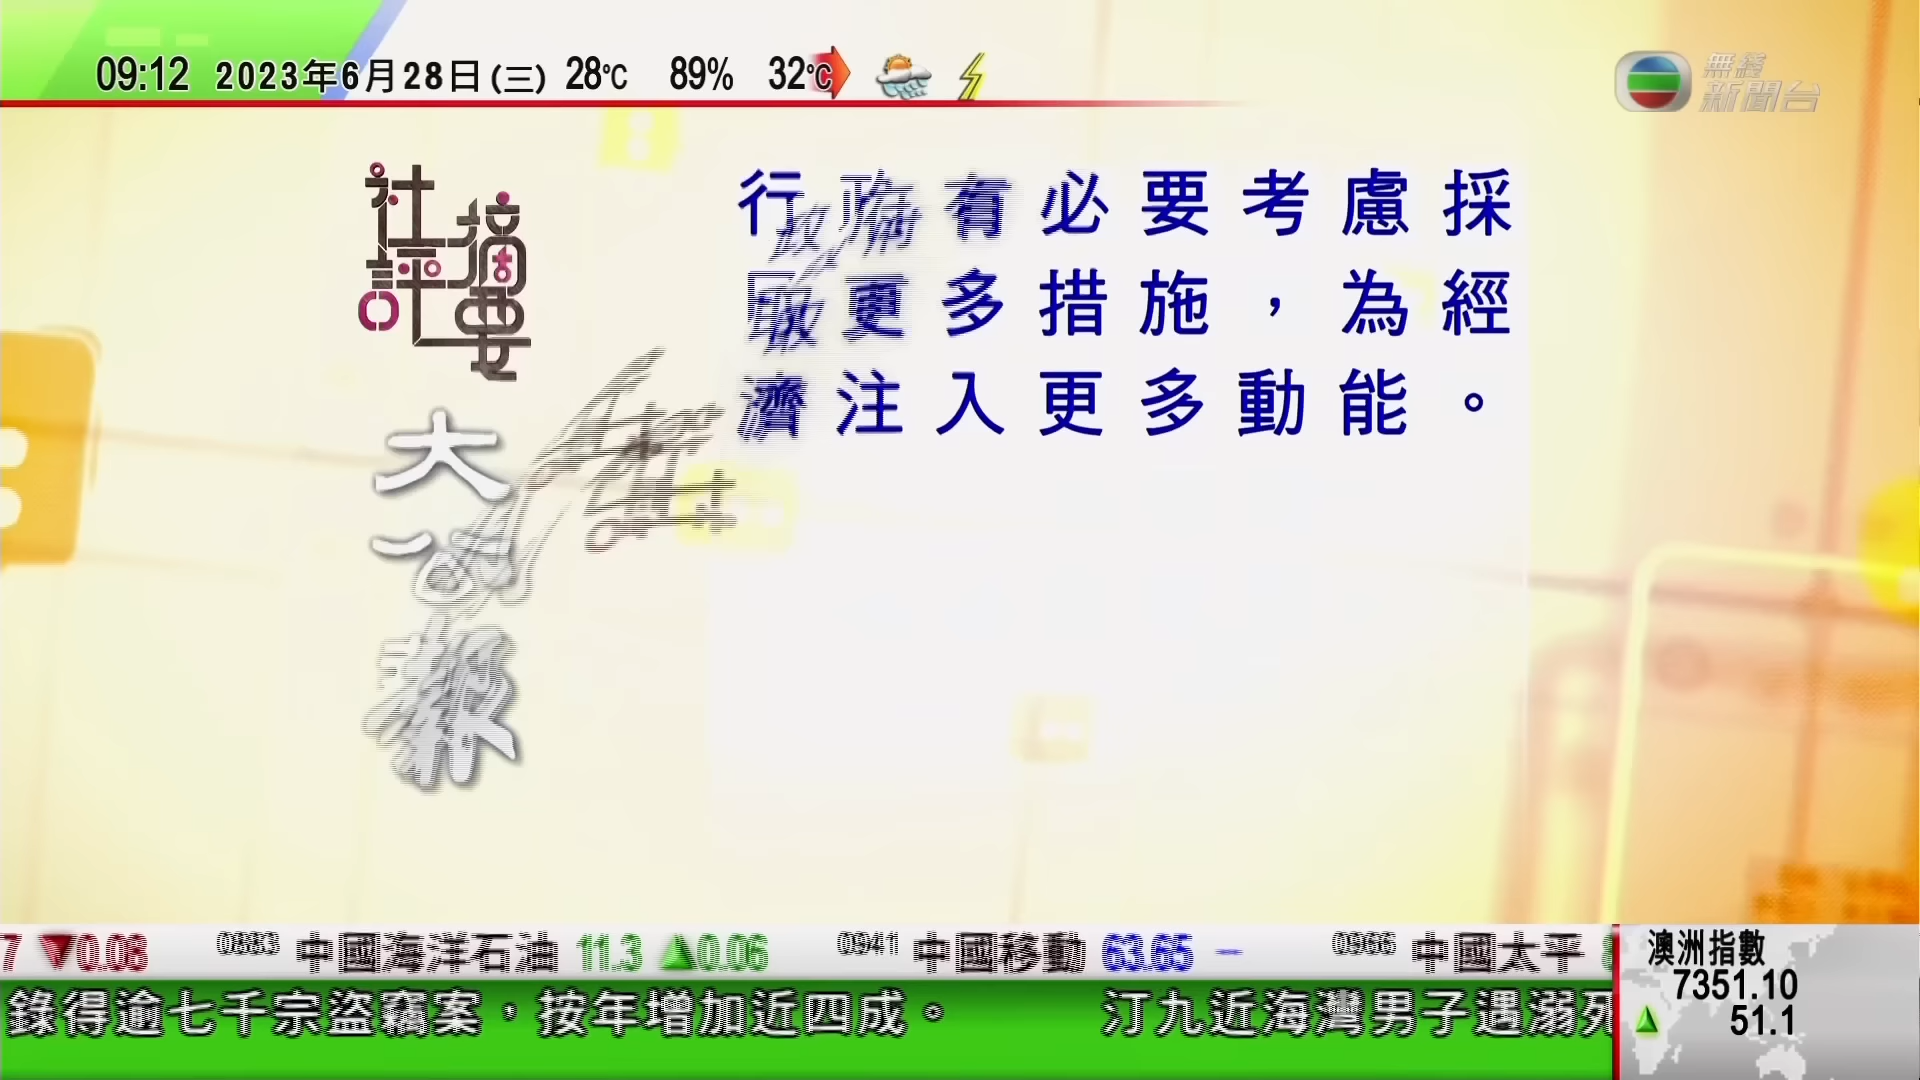 09:12 2023年6月28日(三) 28℃ 89% 32℃
無綫
新聞台
社評
摘要
行 有必要考慮採
取更多措施，為經
濟注入更多動能。
大
報
7 ▼0.08 0883 中國海洋石油 11.3 ▲0.06 0941 中國移動 63.65 – 0966 中國太平
澳洲指數
7351.10
▲ 51.1
錄得逾七千宗盜竊案，按年增加近四成。 汀九近海灣男子遇溺死